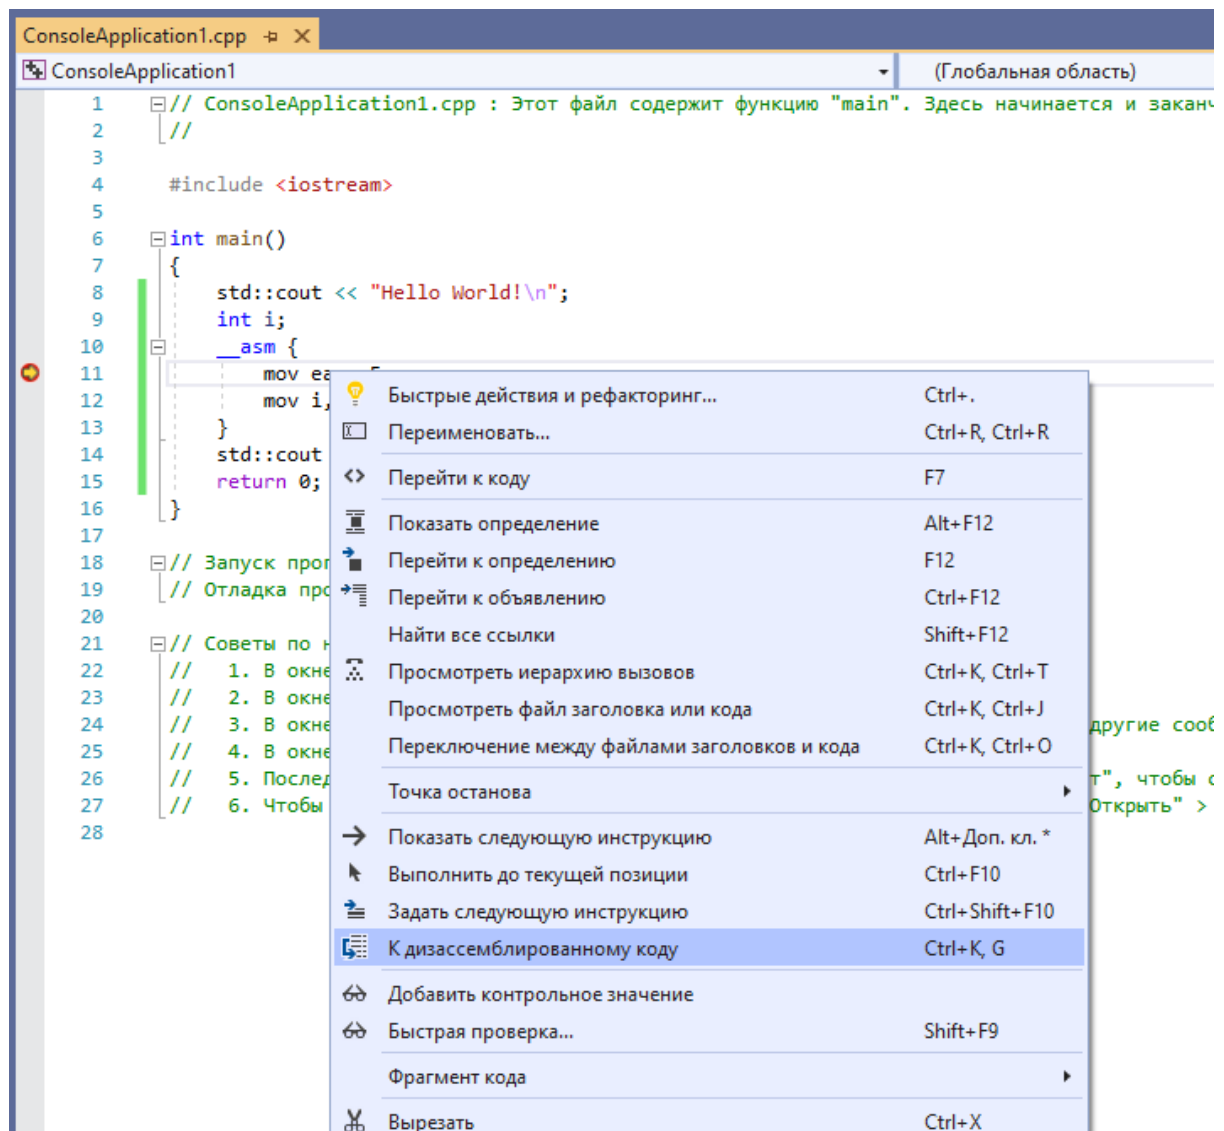 ConsoleApplication1.cpp
ConsoleApplication1 (Глобальная область)
1 // ConsoleApplication1.cpp : Этот файл содержит функцию "main". Здесь начинается и
2 //
3
4 #include <iostream>
5
6 int main()
7 {
8 std::cout << "Hello World!\n";
9 int i;
10 __asm {
11 mov
12 mov i,
13 }
14 std::cout
15 return 0;
16 }
17
18 // Запуск
19 // Отладка
20
21 // Советы по
22 // 1. В окне
23 // 2. В окне
24 // 3. В окне другие
25 // 4. В окне
26 // 5. чтобы
27 // 6. Чтобы Открыть" >
28
Быстрые действия и рефакторинг... Ctrl+.
Переименовать... Ctrl+R, Ctrl+R
Перейти к коду F7
Показать определение Alt+F12
Перейти к определению F12
Перейти к объявлению Ctrl+F12
Найти все ссылки Shift+F12
Просмотреть иерархию вызовов Ctrl+K, Ctrl+T
Просмотреть файл заголовка или кода Ctrl+K, Ctrl+J
Переключение между файлами заголовков и кода Ctrl+K, Ctrl+O
Точка останова
Показать следующую инструкцию Alt+Доп. кл. *
Выполнить до текущей позиции Ctrl+F10
Задать следующую инструкцию Ctrl+Shift+F10
К дизассемблированному коду Ctrl+K, G
Добавить контрольное значение
Быстрая проверка... Shift+F9
Фрагмент кода
Вырезать Ctrl+X